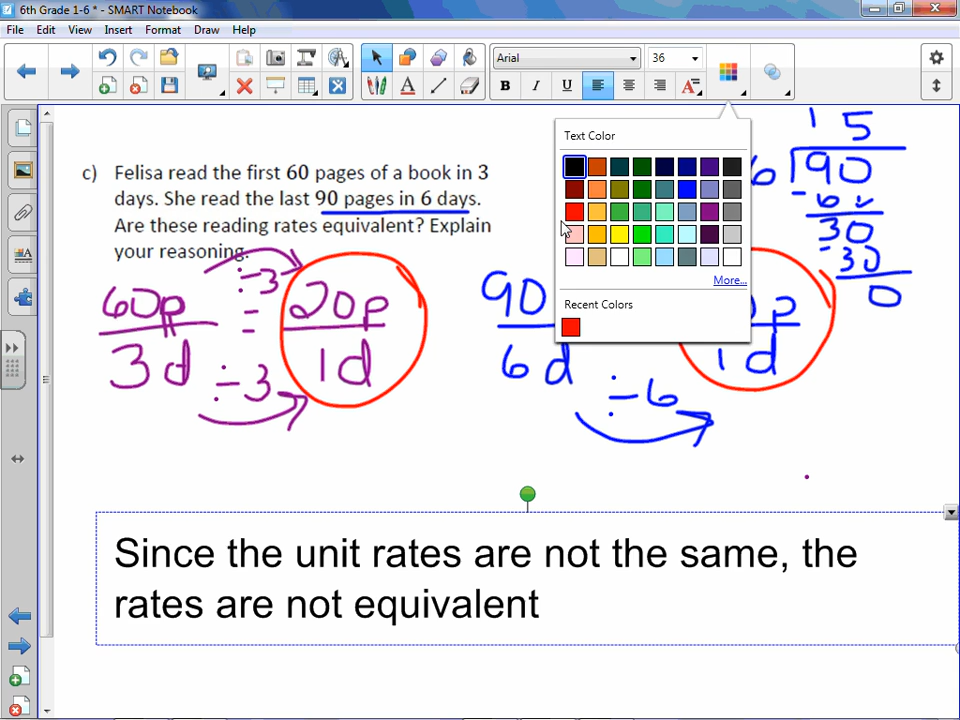 6th Grade 1-6 * - SMART Notebook
File Edit View Insert Format Draw Help
Arial 36
B I U
Text Color
More...
Recent Colors
c) Felisa read the first 60 pages of a book in 3
days. She read the last 90 pages in 6 days.
Are these reading rates equivalent? Explain
your reasoning.
15
6 90
- 6
30
- 30
0
60p ÷3 = 20p
3d ÷3 1d
90 p
6d ÷6 1d
Since the unit rates are not the same, the
rates are not equivalent